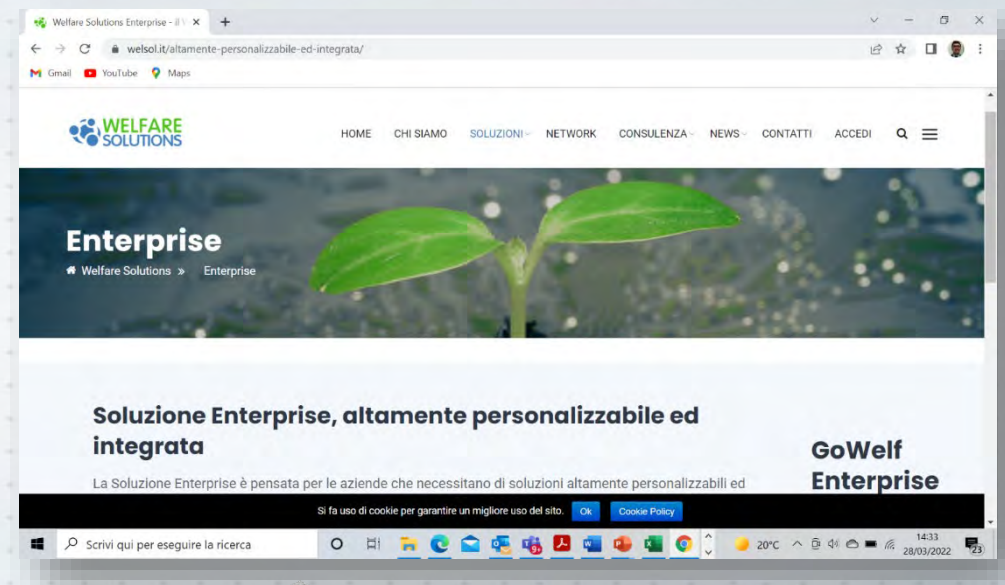 Welfare Solutions Enterprise - il V
welsol.it/altamente-personalizzabile-ed-integrata/
Gmail YouTube Maps
WELFARE
SOLUTIONS
HOME CHI SIAMO SOLUZIONI NETWORK CONSULENZA NEWS CONTATTI ACCEDI
Enterprise
Welfare Solutions » Enterprise
Soluzione Enterprise, altamente personalizzabile ed
integrata
GoWelf
Enterprise
La Soluzione Enterprise è pensata per le aziende che necessitano di soluzioni altamente personalizzabili ed
Si fa uso di cookie per garantire un migliore uso del sito. Ok Cookie Policy
Scrivi qui per eseguire la ricerca
20°C
14:33
28/03/2022
23